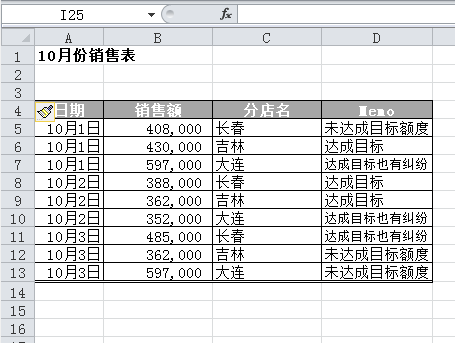 I25 fx
A B C D
1 10月份销售表
2
3
4 日期 销售额 分店名 Memo
5 10月1日 408,000 长春 未达成目标额度
6 10月1日 430,000 吉林 达成目标
7 10月1日 597,000 大连 达成目标也有纠纷
8 10月2日 388,000 长春 达成目标
9 10月2日 362,000 吉林 达成目标
10 10月2日 352,000 大连 达成目标也有纠纷
11 10月3日 485,000 长春 达成目标也有纠纷
12 10月3日 362,000 吉林 未达成目标额度
13 10月3日 597,000 大连 未达成目标额度
14
15
16